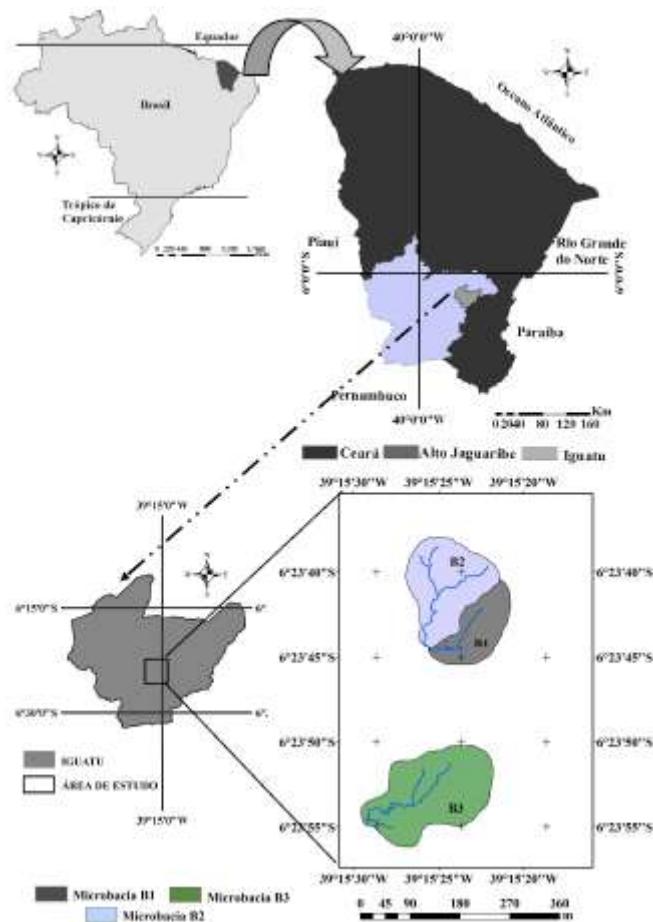 Equador
Brasil
Trópico de
Capricórnio
40°0'0"W
Oceano Atlântico
Piauí
Rio Grande
do Norte
6°0'0"S
6°0'0"S
Paraíba
Pernambuco
40°0'0"W
Km
0 20 40 80 120 160
Ceará
Alto Jaguaribe
Iguatu
39°15'0"W
6°15'0"S
6°
6°30'0"S
6°
IGUATU
ÁREA DE ESTUDO
39°15'0"W
39°15'30"W
39°15'25"W
39°15'20"W
6°23'40"S
6°23'40"S
B2
B1
6°23'45"S
6°23'45"S
6°23'50"S
6°23'50"S
B3
6°23'55"S
6°23'55"S
39°15'30"W
39°15'25"W
39°15'20"W
Microbacia B1
Microbacia B3
Microbacia B2
0 45 90 180 270 360
m